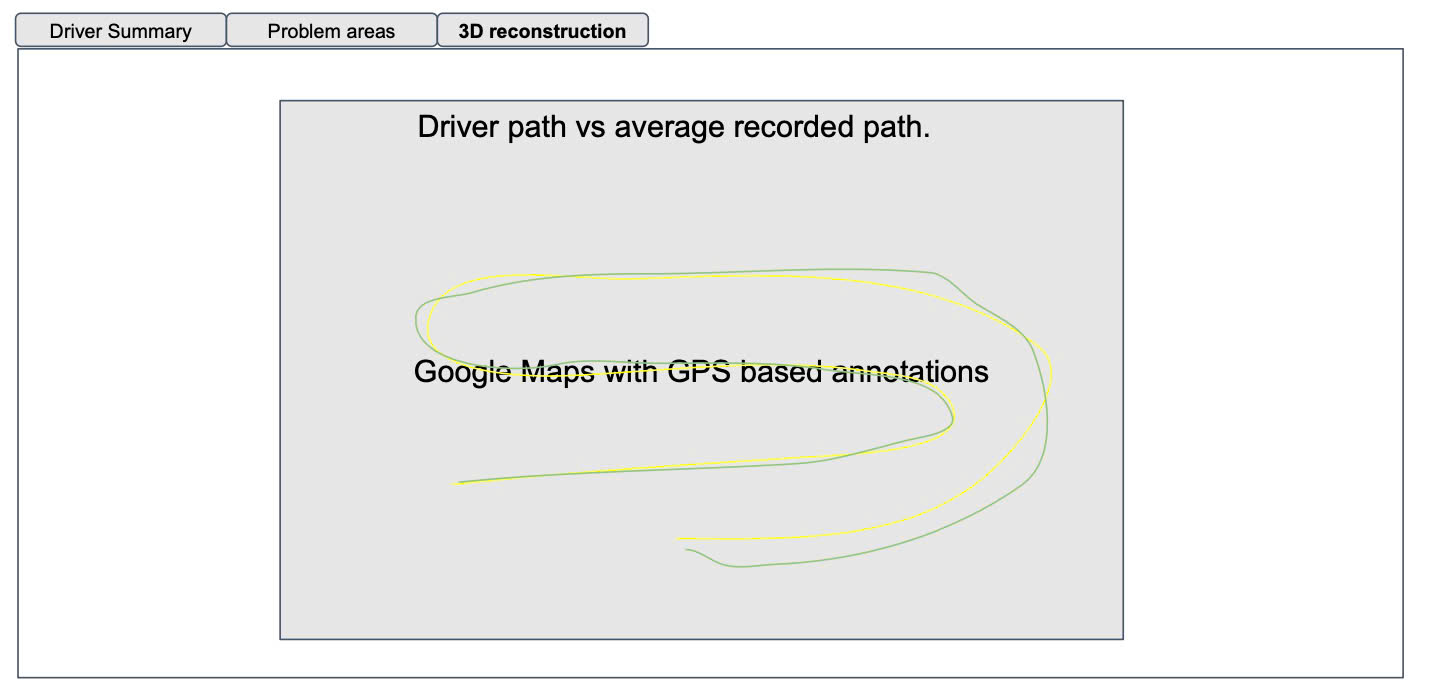 Driver Summary
Problem areas
3D reconstruction
Driver path vs average recorded path.
Google Maps with GPS based annotations